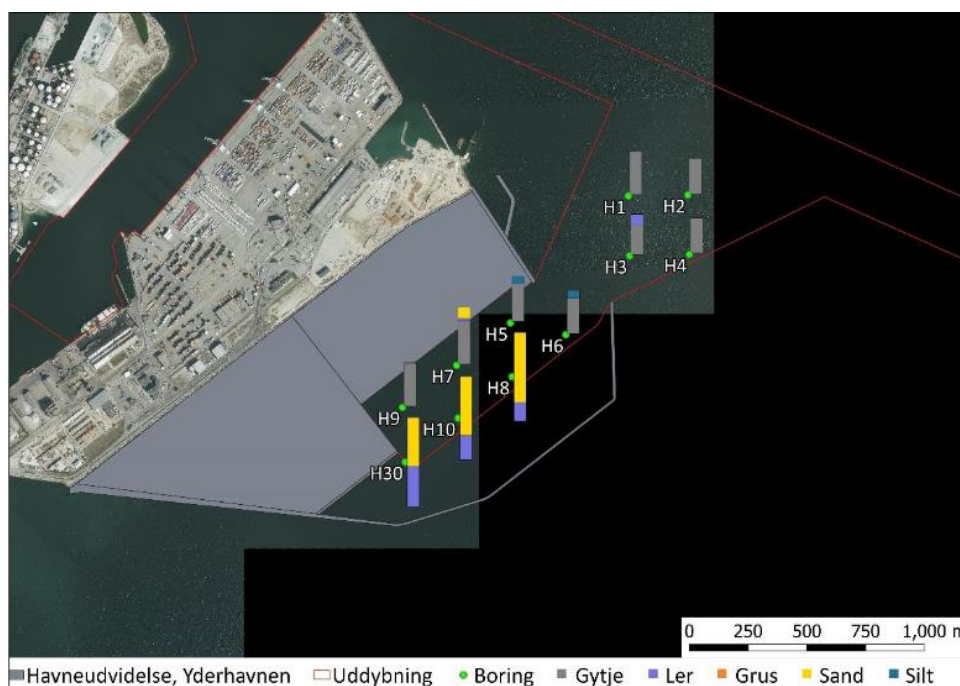 H1 H2
H3 H4
H5
H6
H7
H8
H9
H10
H30
0 250 500 750 1,000 m
Havneudvidelse, Yderhavnen Uddybning Boring Gytje Ler Grus Sand Silt